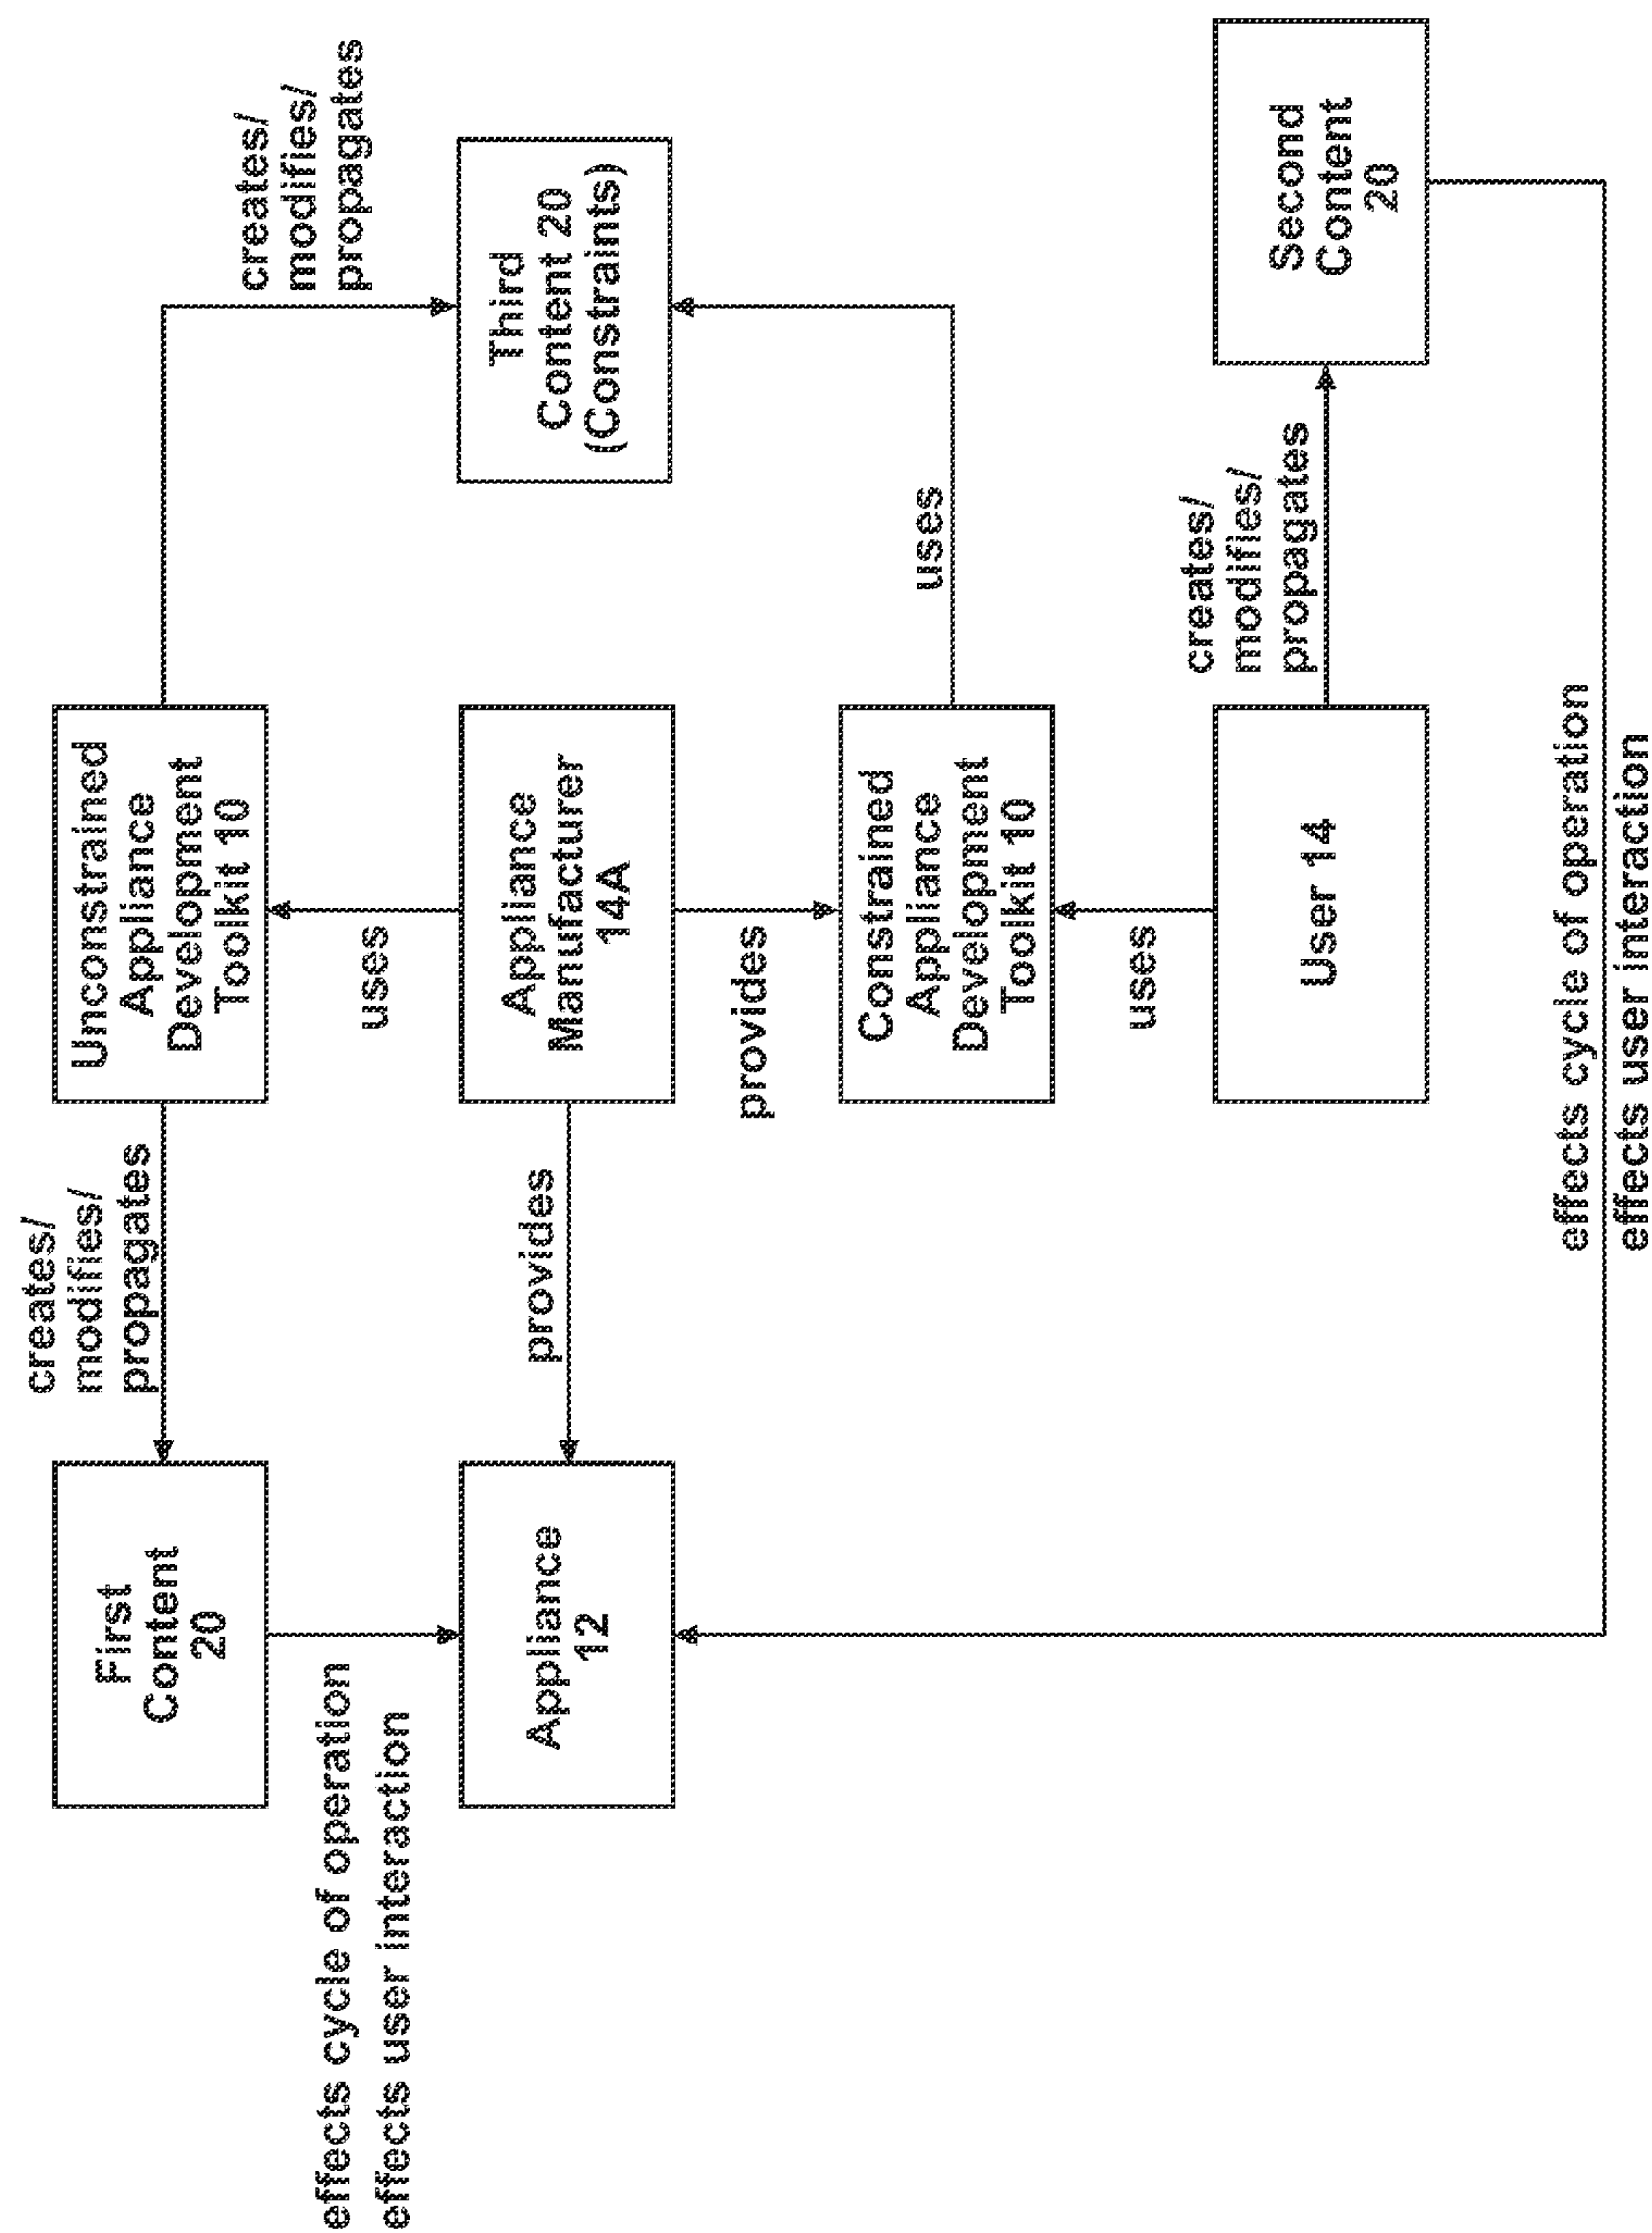 First
Content
20
creates/
modifies/
propagates
Unconstrained
Appliance
Development
Toolkit 10
creates/
modifies/
propagates
effects cycle of operation
effects user interaction
uses
Appliance
12
provides
Appliance
Manufacturer
14A
Third
Content 20
(Constraints)
provides
Constrained
Appliance
Development
Toolkit 10
uses
uses
User 14
creates/
modifies/
propagates
Second
Content
20
effects cycle of operation
effects user interaction